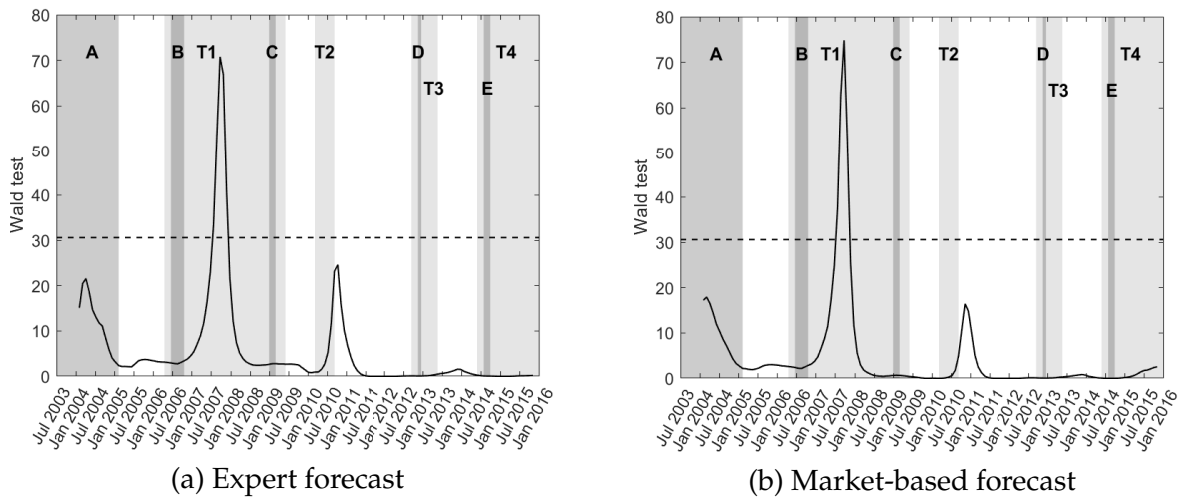 80
70
60
50
40
30
20
10
0
Wald test
A
B
T1
C
T2
D
T3
E
T4
Jul 2003
Jan 2004
Jul 2004
Jan 2005
Jul 2005
Jan 2006
Jul 2006
Jan 2007
Jul 2007
Jan 2008
Jul 2008
Jan 2009
Jul 2009
Jan 2010
Jul 2010
Jan 2011
Jul 2011
Jan 2012
Jul 2012
Jan 2013
Jul 2013
Jan 2014
Jul 2014
Jan 2015
Jul 2015
Jan 2016
(a) Expert forecast
80
70
60
50
40
30
20
10
0
Wald test
A
B
T1
C
T2
D
T3
E
T4
Jul 2003
Jan 2004
Jul 2004
Jan 2005
Jul 2005
Jan 2006
Jul 2006
Jan 2007
Jul 2007
Jan 2008
Jul 2008
Jan 2009
Jul 2009
Jan 2010
Jul 2010
Jan 2011
Jul 2011
Jan 2012
Jul 2012
Jan 2013
Jul 2013
Jan 2014
Jul 2014
Jan 2015
Jul 2015
Jan 2016
(b) Market-based forecast